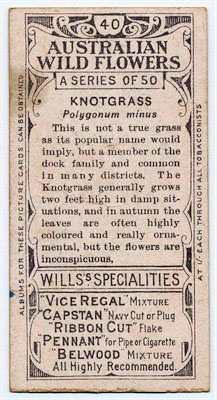 40
AUSTRALIAN
WILD FLOWERS
A SERIES OF 50
KNOTGRASS
Polygonum minus
This is not a true grass
as its popular name would
imply, but a member of the
dock family and common
in many districts. The
Knotgrass generally grows
two feet high in damp situ-
ations, and in autumn the
leaves are often highly
coloured and really orna-
mental, but the flowers are
inconspicuous.
WILLS'S SPECIALITIES
"VICE REGAL" MIXTURE
"CAPSTAN" NAVY CUT OR PLUG
"RIBBON CUT" Flake
"PENNANT" for Pipe or Cigarette
"BELWOOD" MIXTURE
All Highly Recommended.
ALBUMS FOR THESE PICTURE CARDS CAN BE OBTAINED
AT 1/- EACH THROUGH ALL TOBACCONISTS